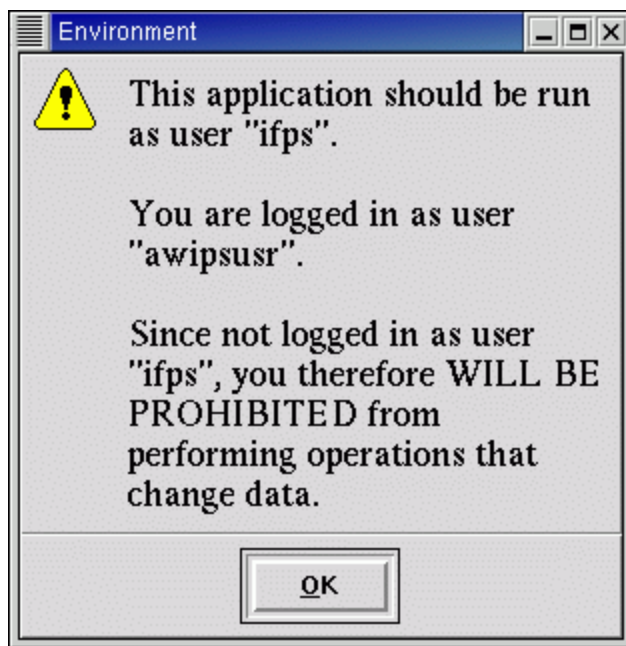 Environment
This application should be run
as user "ifps".
You are logged in as user
"awipsusr".
Since not logged in as user
"ifps", you therefore WILL BE
PROHIBITED from
performing operations that
change data.
OK